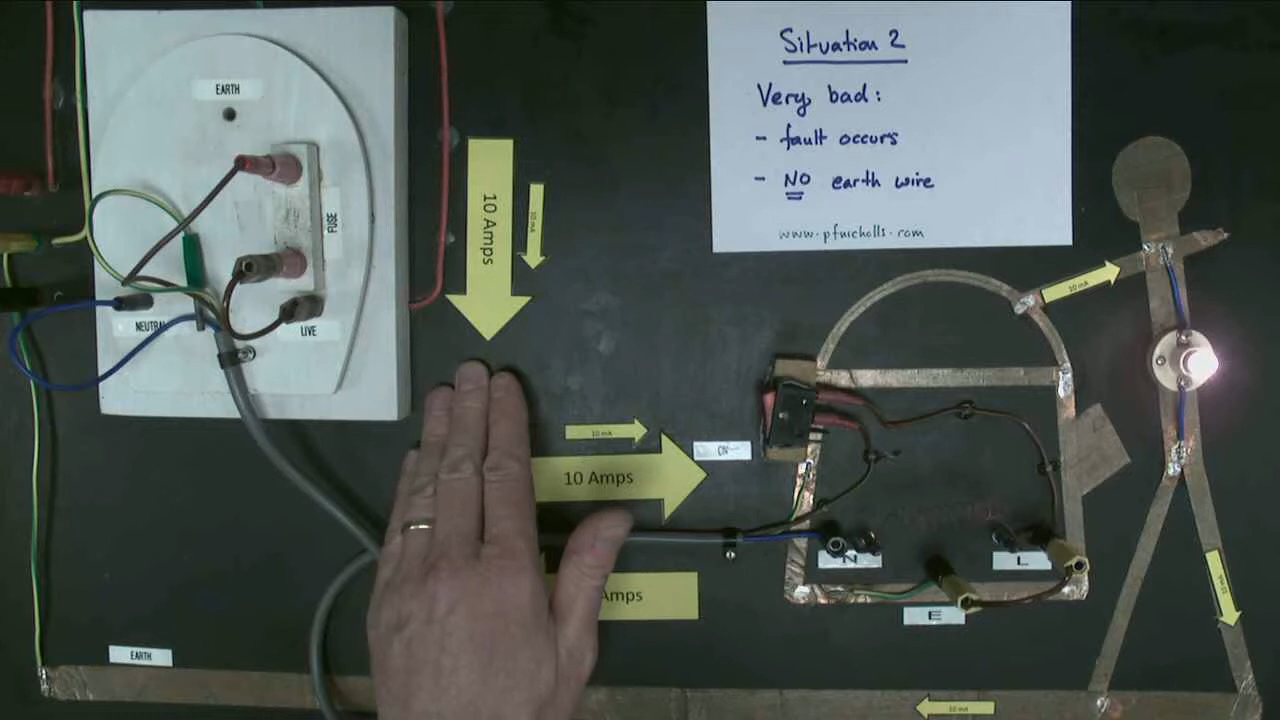 Situation 2
Very bad:
- fault occurs
- NO earth wire
www.pfnicholls.com
EARTH
FUSE
NEUTRAL
LIVE
10 Amps
10 mA
10 mA
10 mA
10 Amps
ON
Amps
N
L
E
EARTH
10 mA
10 mA